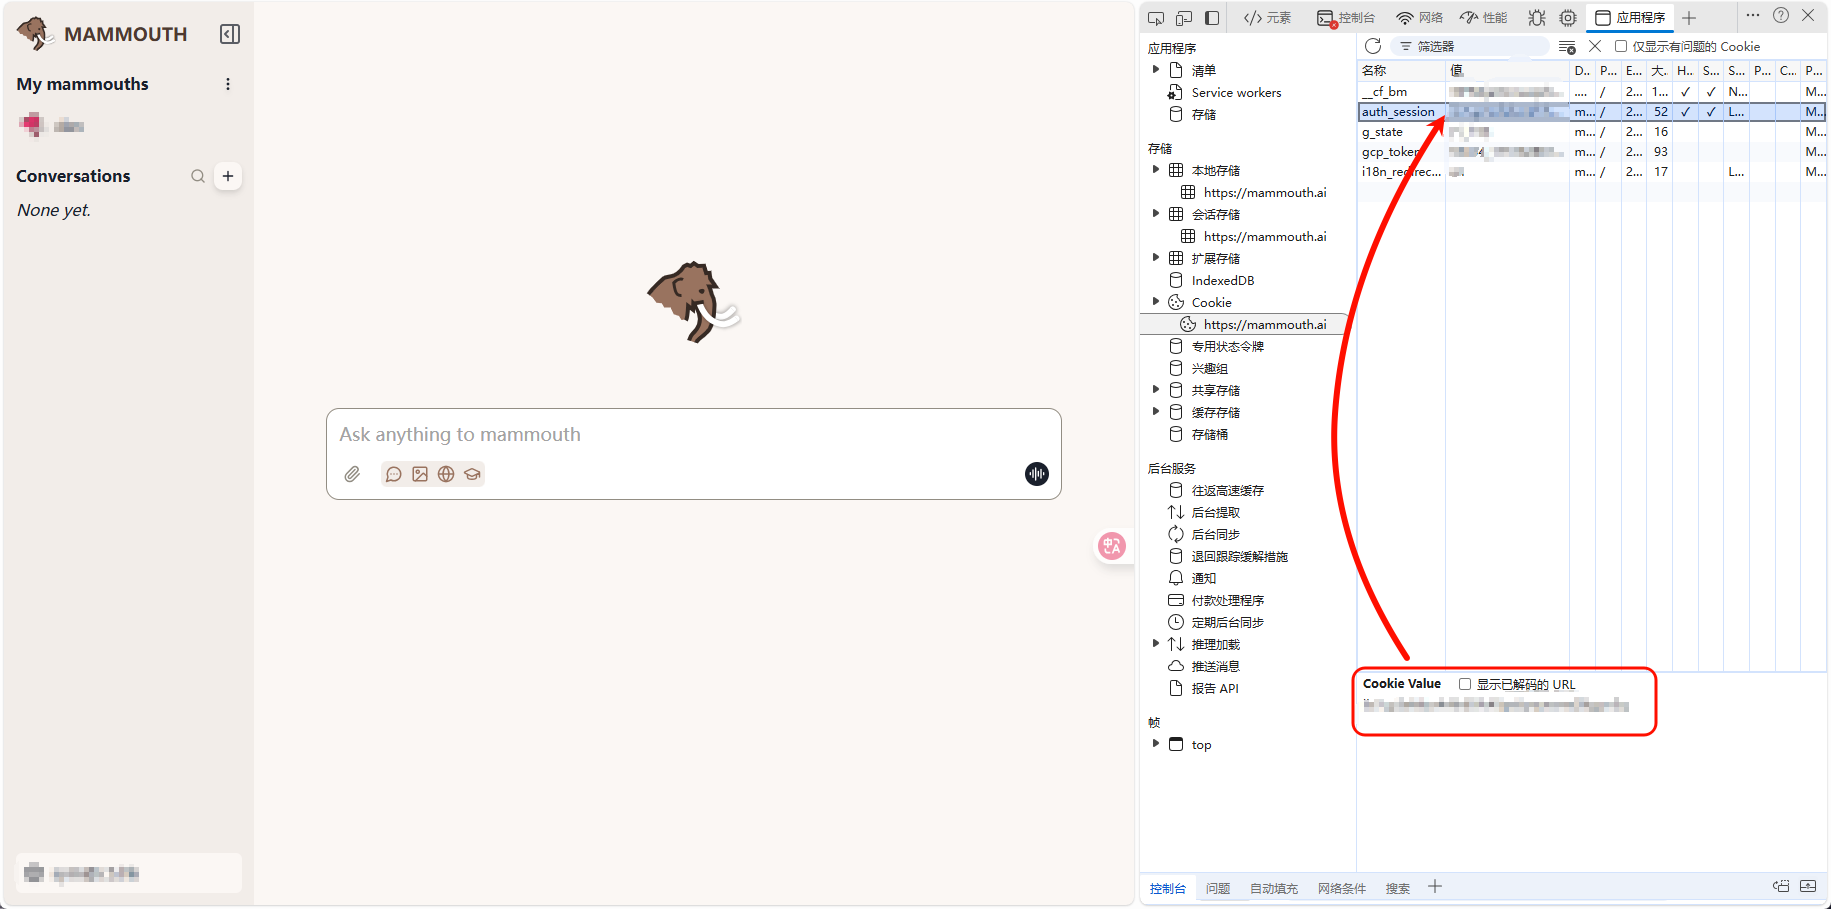 MAMMOUTH
My mammouths
Conversations
None yet.
Ask anything to mammouth
元素
控制台
网络
性能
应用程序
筛选器
仅显示有问题的 Cookie
应用程序
清单
Service workers
存储
存储
本地存储
https://mammouth.ai
会话存储
https://mammouth.ai
扩展存储
IndexedDB
Cookie
https://mammouth.ai
专用状态令牌
兴趣组
共享存储
缓存存储
存储桶
后台服务
往返高速缓存
后台提取
后台同步
退回跟踪缓解措施
通知
付款处理程序
定期后台同步
推理加载
推送消息
报告 API
帧
top
名称 值 D... P... E... 大.. H.. S... S... P... C... P...
__cf_bm .... / 2... 1... ✓ ✓ N... M...
auth_session m... / 2... 52 ✓ ✓ L... M...
g_state m... / 2... 16 M...
gcp_token m... / 2... 93 M...
i18n_redirec... m... / 2... 17 L... M...
Cookie Value 显示已解码的 URL
控制台 问题 自动填充 网络条件 搜索